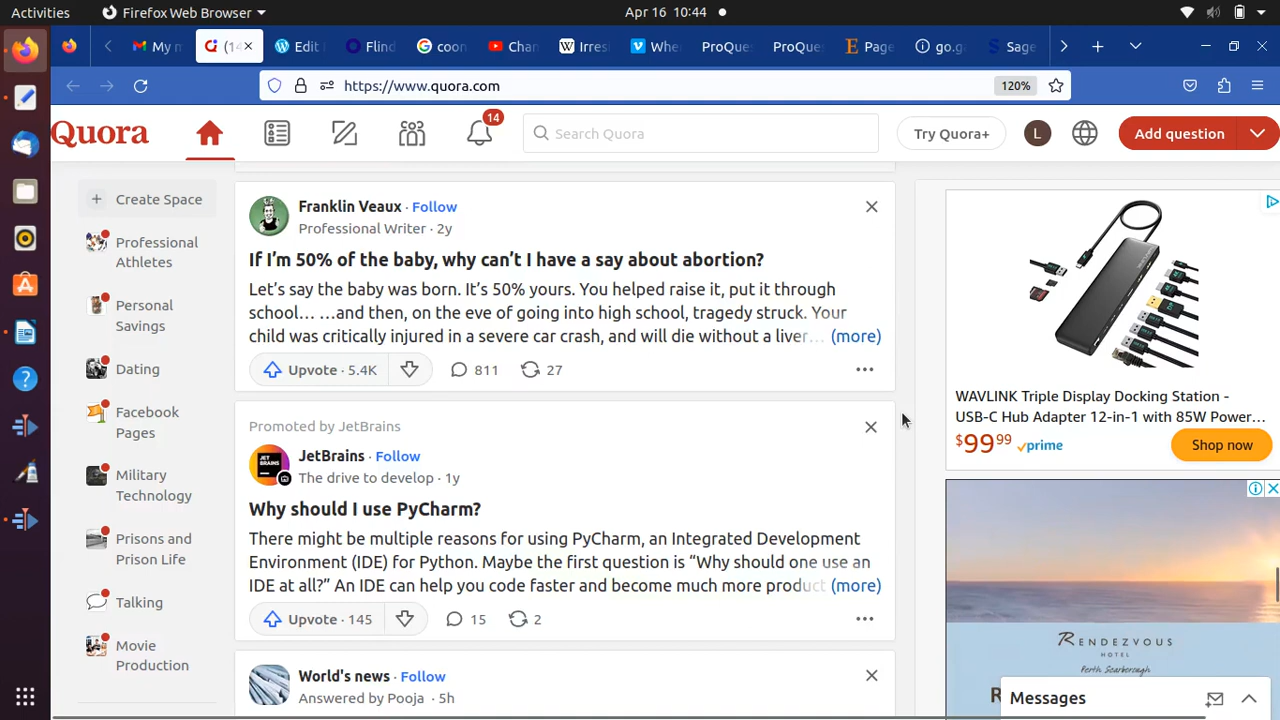 Activities
Firefox Web Browser
Apr 16 10:44
My m
(14
Edit
Flind
coon
Chan
Irres
Whe
ProQues
ProQues
Page
go.g
Sage
https://www.quora.com
120%
Quora
14
Search Quora
Try Quora+
L
Add question
Create Space
Professional
Athletes
Personal
Savings
Dating
Facebook
Pages
Military
Technology
Prisons and
Prison Life
Talking
Movie
Production
Franklin Veaux · Follow
Professional Writer · 2y
If I'm 50% of the baby, why can't I have a say about abortion?
Let's say the baby was born. It's 50% yours. You helped raise it, put it through
school… …and then, on the eve of going into high school, tragedy struck. Your
child was critically injured in a severe car crash, and will die without a liver… (more)
Upvote · 5.4K
811
27
Promoted by JetBrains
JET
BRAINS
JetBrains · Follow
The drive to develop · 1y
Why should I use PyCharm?
There might be multiple reasons for using PyCharm, an Integrated Development
Environment (IDE) for Python. Maybe the first question is “Why should one use an
IDE at all?” An IDE can help you code faster and become much more product (more)
Upvote · 145
15
2
World's news · Follow
Answered by Pooja · 5h
WAVLINK Triple Display Docking Station -
USB-C Hub Adapter 12-in-1 with 85W Power…
$99 99 prime
Shop now
RENDEZVOUS
HOTEL
Perth Scarborough
R
Messages